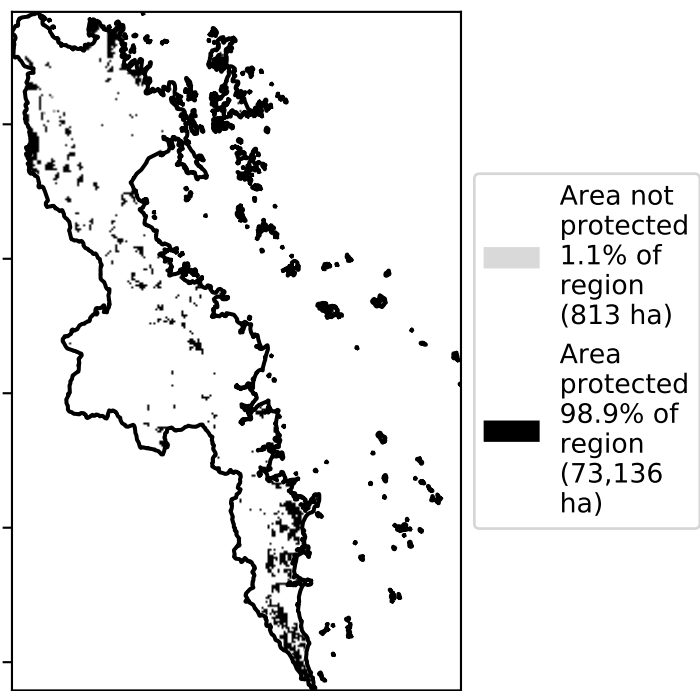 Area not
protected
1.1% of
region
(813 ha)
Area
protected
98.9% of
region
(73,136
ha)